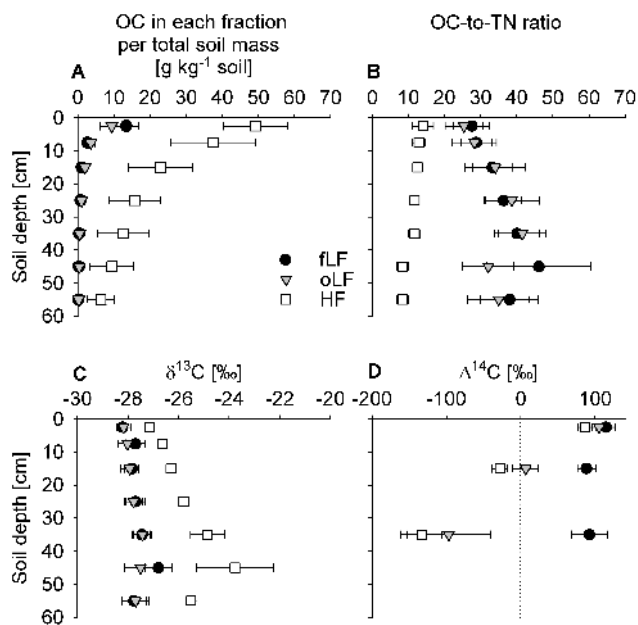 OC in each fraction
per total soil mass
[g kg⁻¹ soil]
OC-to-TN ratio
A
B
0 10 20 30 40 50 60 70
0 10 20 30 40 50 60 70
Soil depth [cm]
0
10
20
30
40
50
60
fLF
oLF
HF
C
δ¹³C [‰]
D
Δ¹⁴C [‰]
-30 -28 -26 -24 -22 -20
-200 -100 0 100
Soil depth [cm]
0
10
20
30
40
50
60